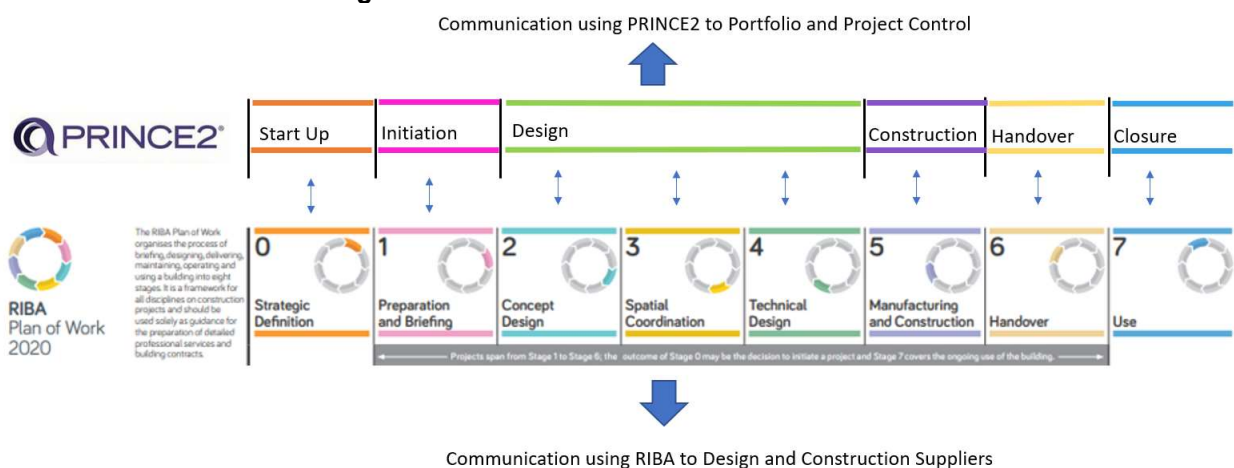 Communication using PRINCE2 to Portfolio and Project Control
PRINCE2®
Start Up
Initiation
Design
Construction
Handover
Closure
RIBA
Plan of Work
2020
The RIBA Plan of Work
organises the process of
briefing, designing, delivering,
maintaining, operating and
using a building into eight
stages. It is a framework for
all disciplines on construction
projects and should be
used solely as guidance for
the preparation of detailed
professional services and
building contracts.
0
Strategic
Definition
1
Preparation
and Briefing
2
Concept
Design
3
Spatial
Coordination
4
Technical
Design
5
Manufacturing
and Construction
6
Handover
7
Use
Projects span from Stage 1 to Stage 6; the outcome of Stage 0 may be the decision to initiate a project and Stage 7 covers the ongoing use of the building.
Communication using RIBA to Design and Construction Suppliers